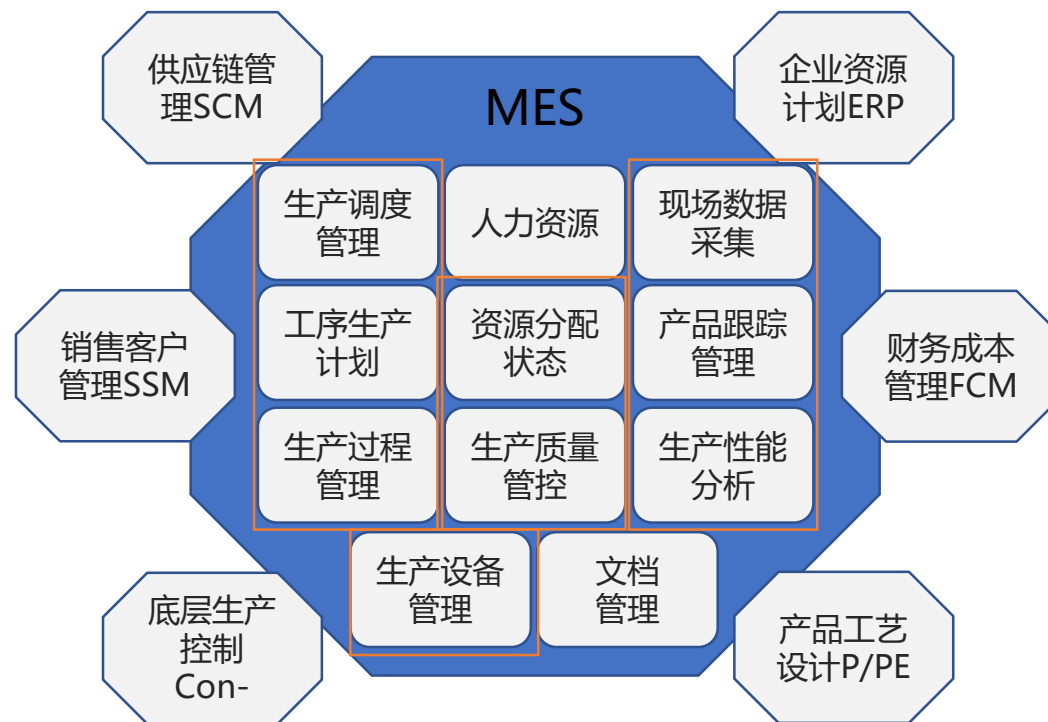 供应链管
理SCM
企业资源
计划ERP
MES
生产调度
管理
人力资源
现场数据
采集
工序生产
计划
资源分配
状态
产品跟踪
管理
销售客户
管理SSM
财务成本
管理FCM
生产过程
管理
生产质量
管控
生产性能
分析
生产设备
管理
文档
管理
底层生产
控制
Con-
产品工艺
设计P/PE